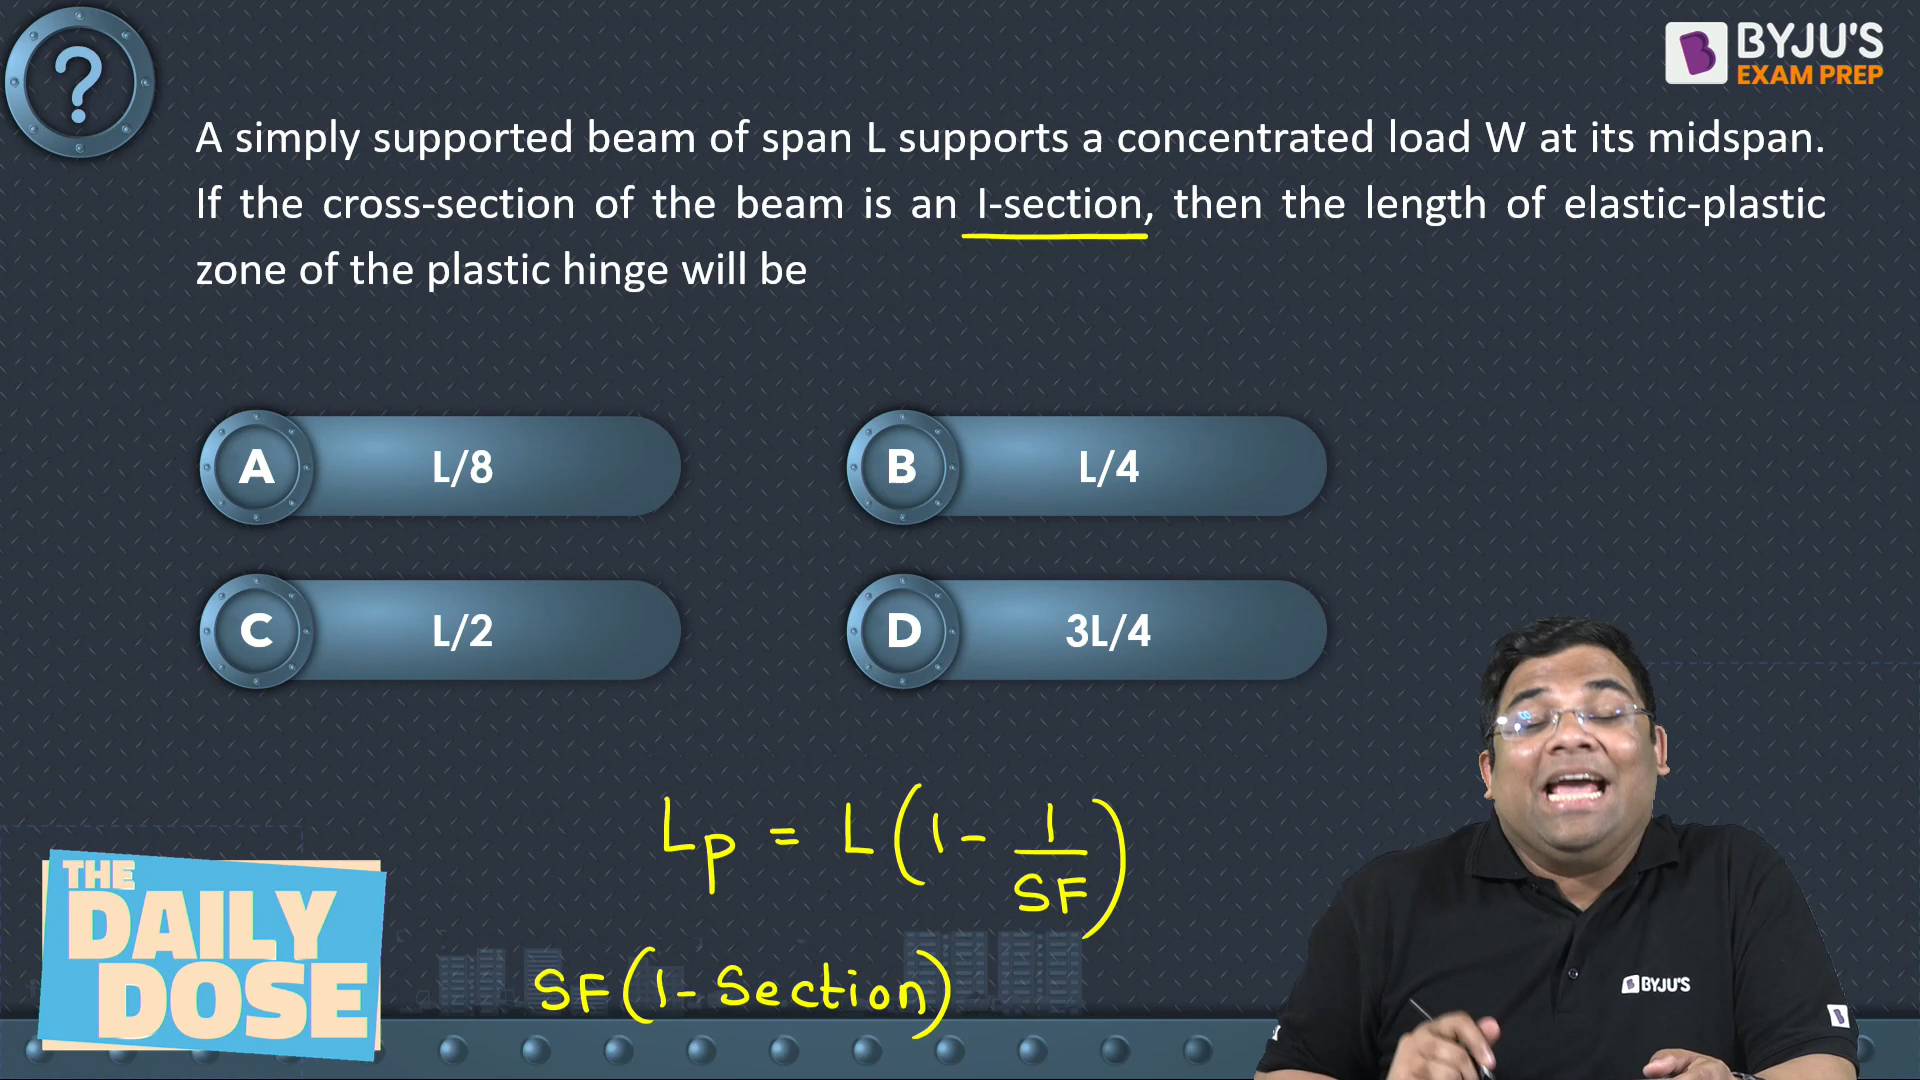 ?
BYJU'S
EXAM PREP
A simply supported beam of span L supports a concentrated load W at its midspan.
If the cross-section of the beam is an I-section, then the length of elastic-plastic
zone of the plastic hinge will be
A L/8
B L/4
C L/2
D 3L/4
Lp = L(1 - 1/SF)
SF(I-Section)
THE
DAILY
DOSE
BYJU'S